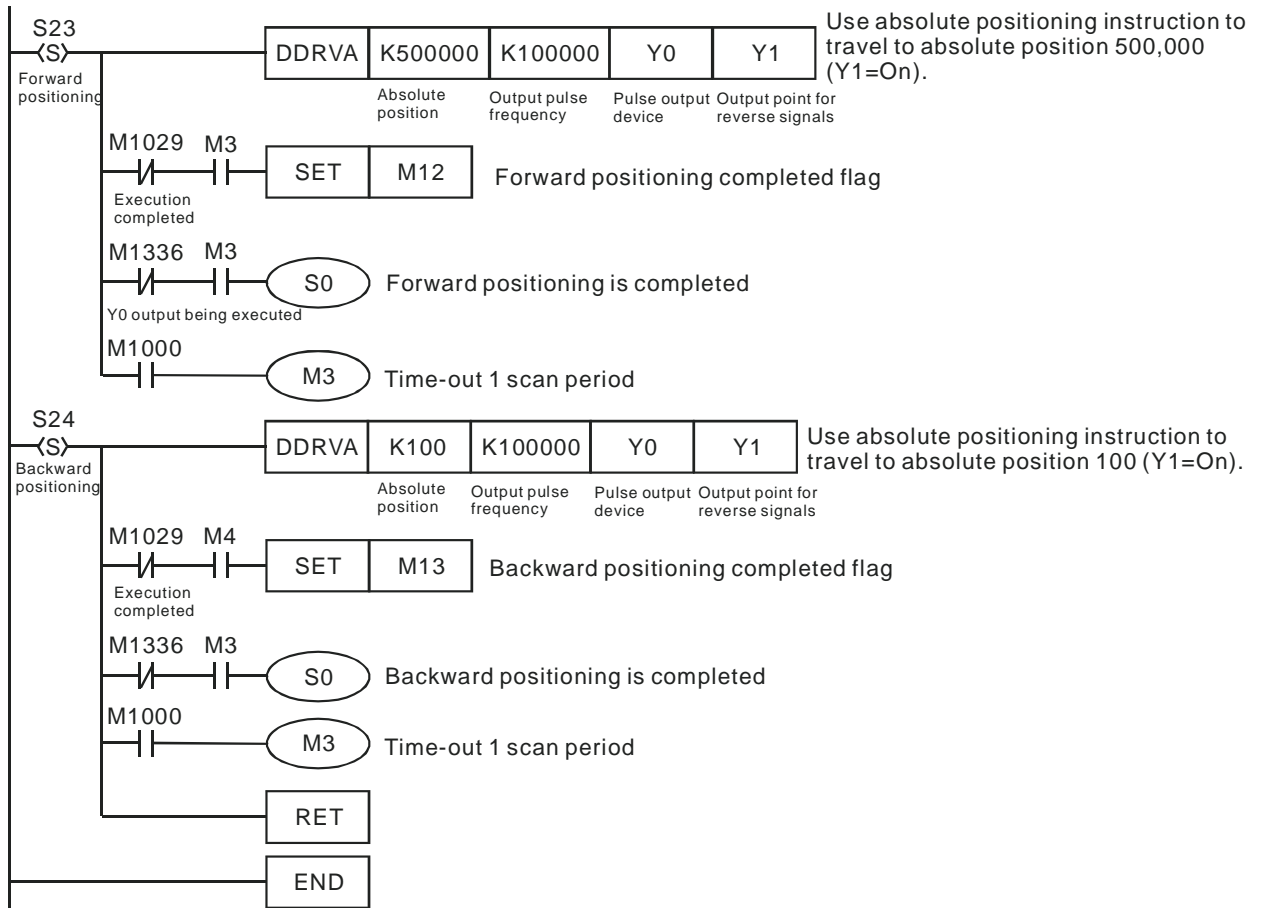 S23
S
Forward
positioning
DDRVA K500000 K100000 Y0 Y1
Use absolute positioning instruction to
travel to absolute position 500,000
(Y1=On).
Absolute
position
Output pulse
frequency
Pulse output
device
Output point for
reverse signals
M1029 M3
SET M12
Forward positioning completed flag
Execution
completed
M1336 M3
S0
Forward positioning is completed
Y0 output being executed
M1000
M3
Time-out 1 scan period
S24
S
Backward
positioning
DDRVA K100 K100000 Y0 Y1
Use absolute positioning instruction to
travel to absolute position 100 (Y1=On).
Absolute
position
Output pulse
frequency
Pulse output
device
Output point for
reverse signals
M1029 M4
SET M13
Backward positioning completed flag
Execution
completed
M1336 M3
S0
Backward positioning is completed
M1000
M3
Time-out 1 scan period
RET
END